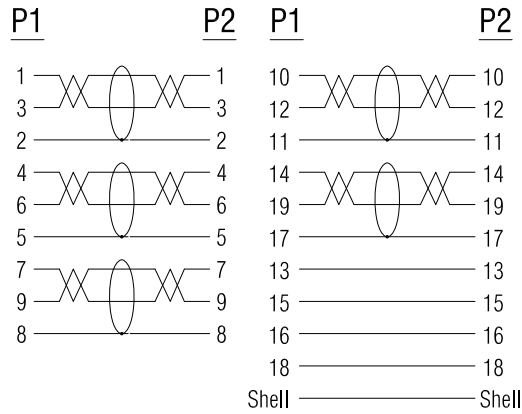 P1 P2 P1 P2
1 1 10 10
3 3 12 12
2 2 11 11
4 4 14 14
6 6 19 19
5 5 17 17
7 7 13 13
9 9 15 15
8 8 16 16
18 18
Shell Shell